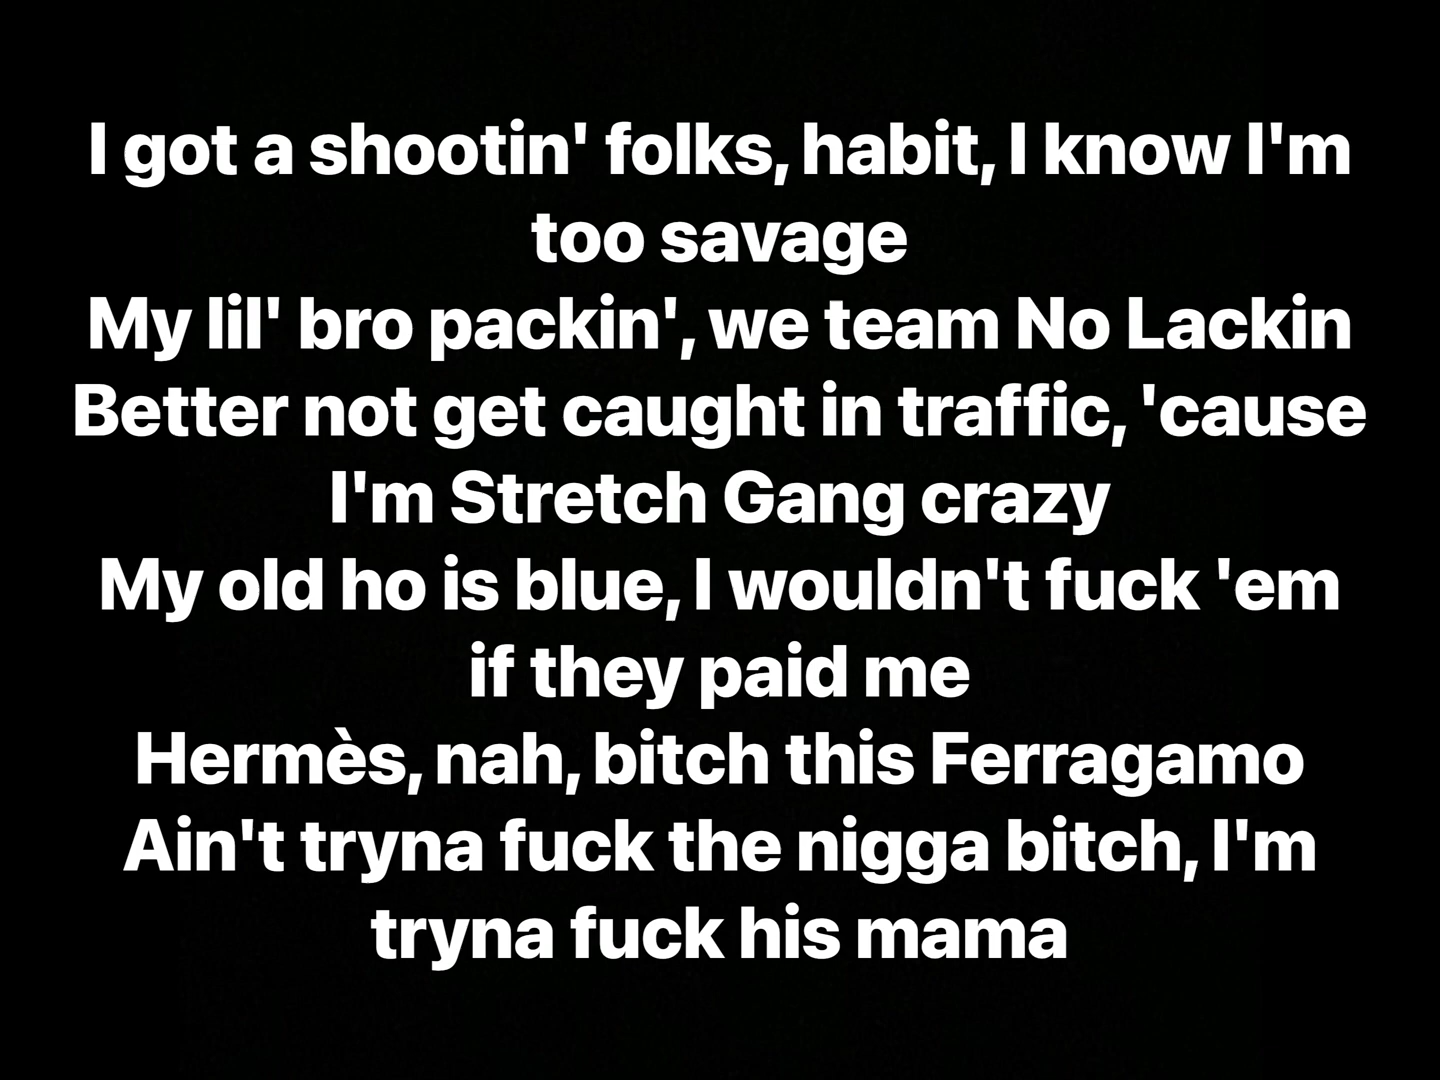 I got a shootin' folks, habit, I know I'm
too savage
My lil' bro packin', we team No Lackin
Better not get caught in traffic, 'cause
I'm Stretch Gang crazy
My old ho is blue, I wouldn't fuck 'em
if they paid me
Hermès, nah, bitch this Ferragamo
Ain't tryna fuck the nigga bitch, I'm
tryna fuck his mama